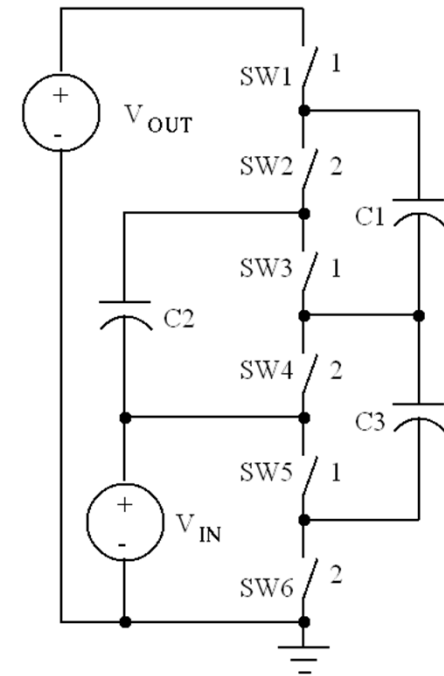 SW1 1
+
-
V OUT
SW2 2
C1
SW3 1
C2
SW4 2
C3
SW5 1
+
-
V IN
SW6 2